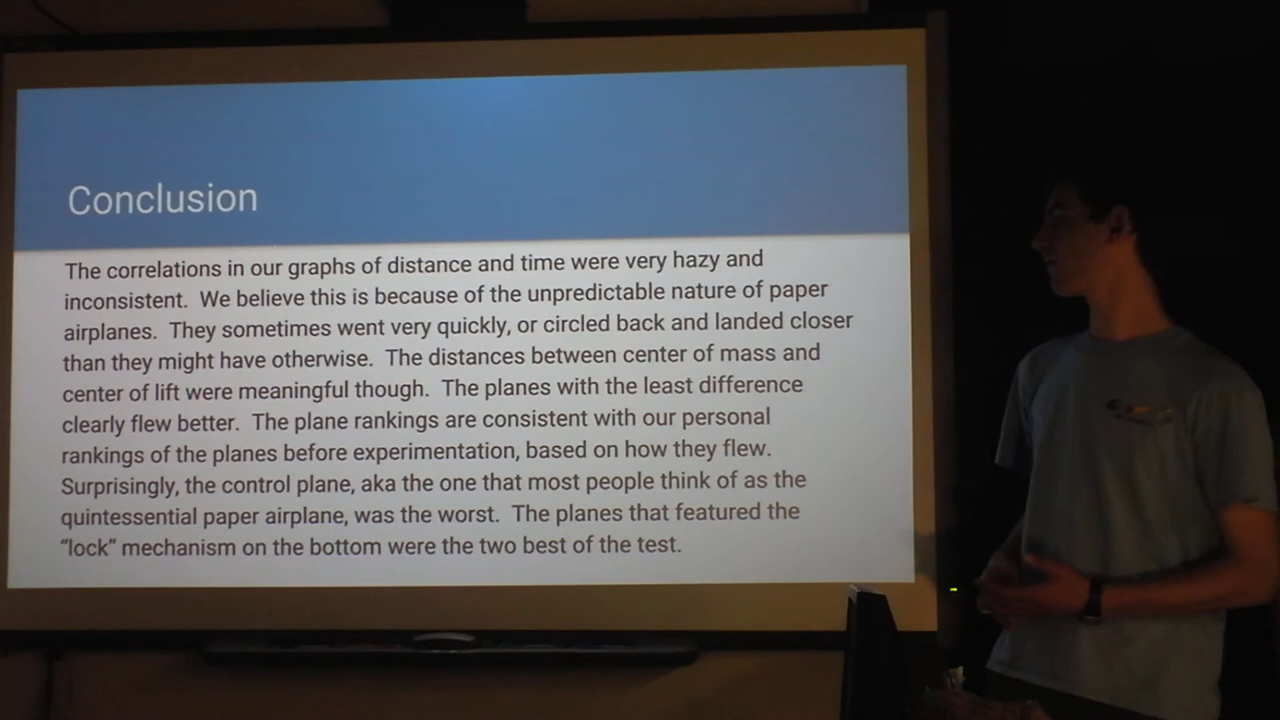 Conclusion
The correlations in our graphs of distance and time were very hazy and
inconsistent.  We believe this is because of the unpredictable nature of paper
airplanes.  They sometimes went very quickly, or circled back and landed closer
than they might have otherwise.  The distances between center of mass and
center of lift were meaningful though.  The planes with the least difference
clearly flew better.  The plane rankings are consistent with our personal
rankings of the planes before experimentation, based on how they flew.
Surprisingly, the control plane, aka the one that most people think of as the
quintessential paper airplane, was the worst.  The planes that featured the
“lock” mechanism on the bottom were the two best of the test.